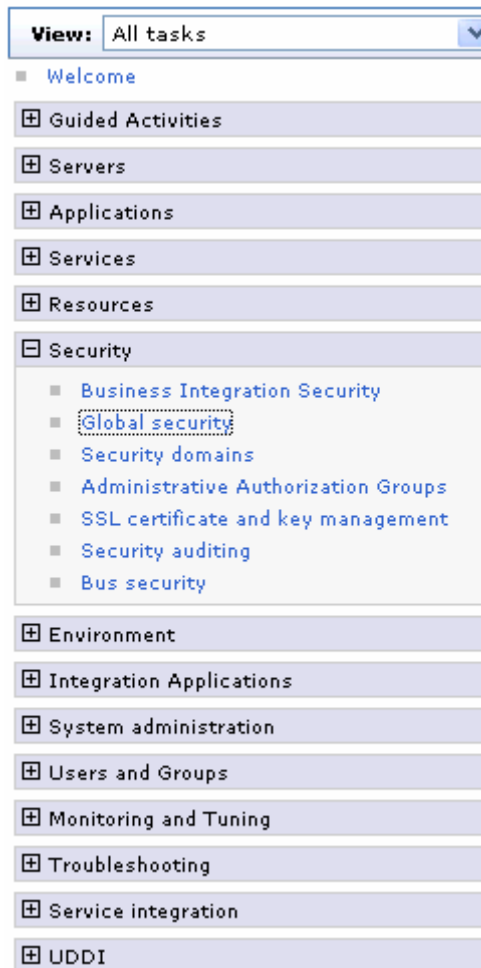 View: All tasks
Welcome
Guided Activities
Servers
Applications
Services
Resources
Security
Business Integration Security
Global security
Security domains
Administrative Authorization Groups
SSL certificate and key management
Security auditing
Bus security
Environment
Integration Applications
System administration
Users and Groups
Monitoring and Tuning
Troubleshooting
Service integration
UDDI